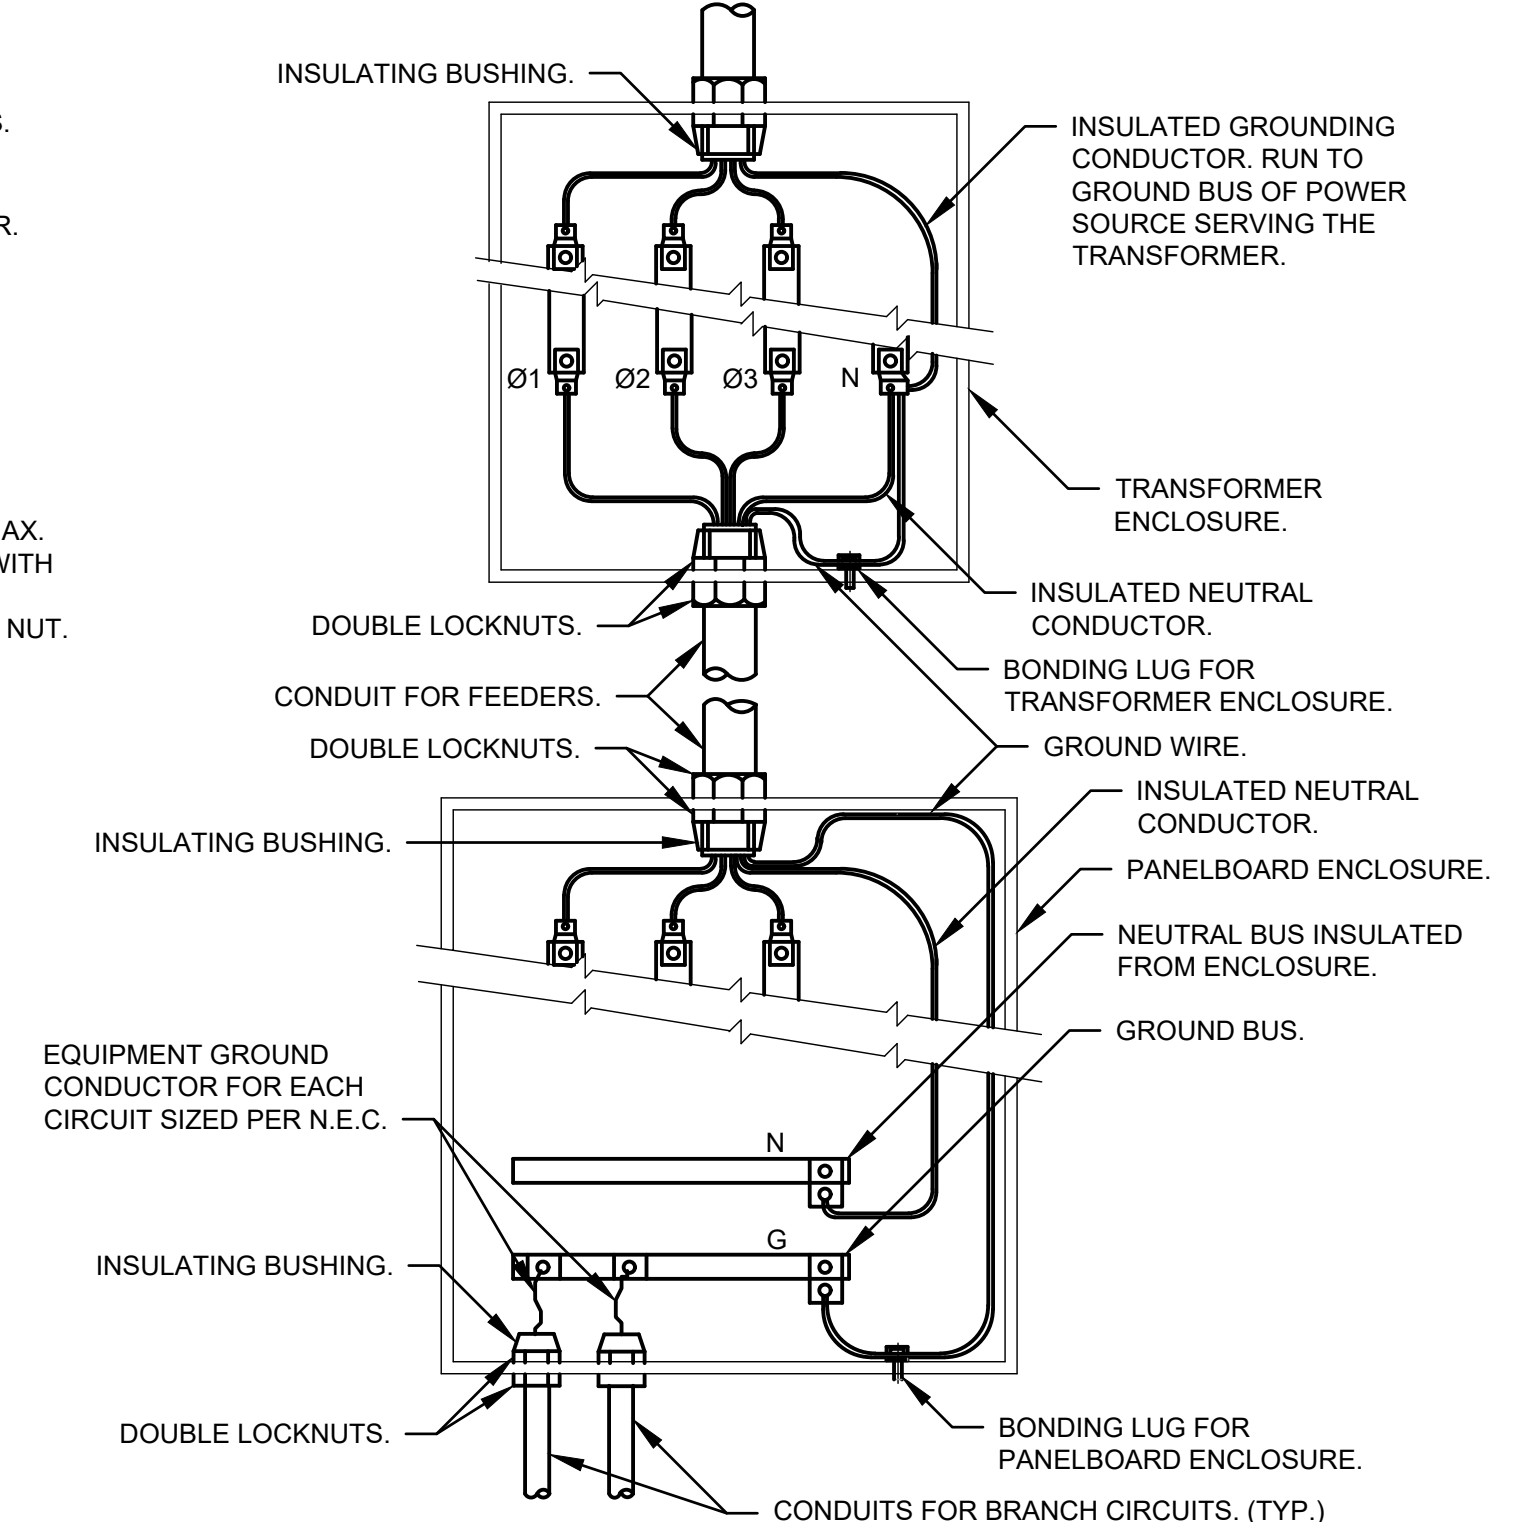 INSULATING BUSHING.
S.
INSULATED GROUNDING
CONDUCTOR. RUN TO
GROUND BUS OF POWER
SOURCE SERVING THE
TRANSFORMER.
R.
Ø1
Ø2
Ø3
N
TRANSFORMER
ENCLOSURE.
AX.
WITH
NUT.
INSULATED NEUTRAL
CONDUCTOR.
DOUBLE LOCKNUTS.
BONDING LUG FOR
TRANSFORMER ENCLOSURE.
CONDUIT FOR FEEDERS.
DOUBLE LOCKNUTS.
GROUND WIRE.
INSULATED NEUTRAL
CONDUCTOR.
INSULATING BUSHING.
PANELBOARD ENCLOSURE.
NEUTRAL BUS INSULATED
FROM ENCLOSURE.
GROUND BUS.
EQUIPMENT GROUND
CONDUCTOR FOR EACH
CIRCUIT SIZED PER N.E.C.
N
G
INSULATING BUSHING.
DOUBLE LOCKNUTS.
BONDING LUG FOR
PANELBOARD ENCLOSURE.
CONDUITS FOR BRANCH CIRCUITS. (TYP.)